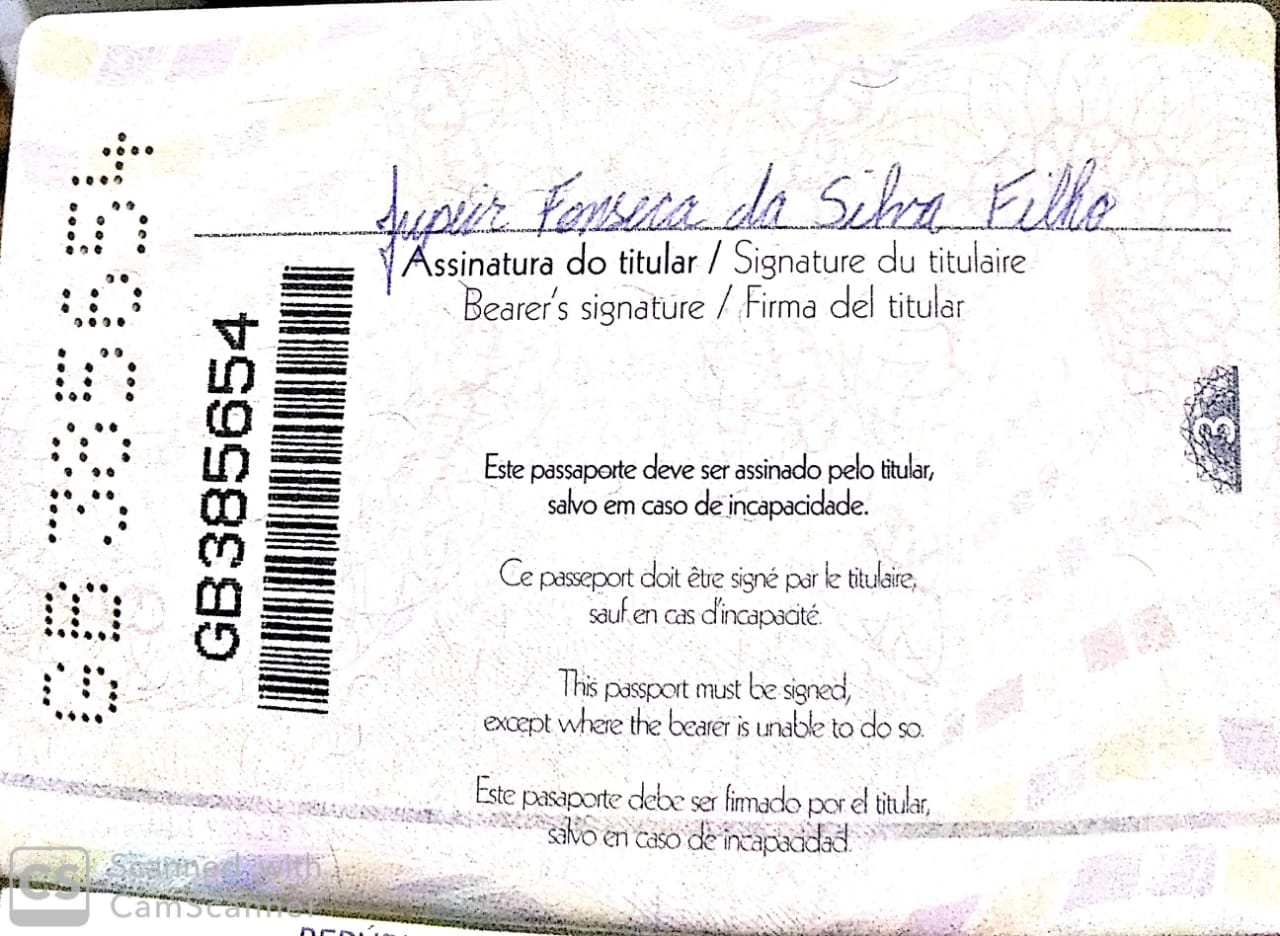 Fonseca da Silva Filho
Assinatura do titular / Signature du titulaire
Bearer's signature / Firma del titular
GB385654
GB385654
3
Este passaporte deve ser assinado pelo titular,
salvo em caso de incapacidade.
Ce passeport doit être signé par le titulaire,
sauf en cas d'incapacité.
This passport must be signed,
except where the bearer is unable to do so.
Este pasaporte debe ser firmado por el titular,
salvo en caso de incapacidad.
CS
Scanned with
CamScanner